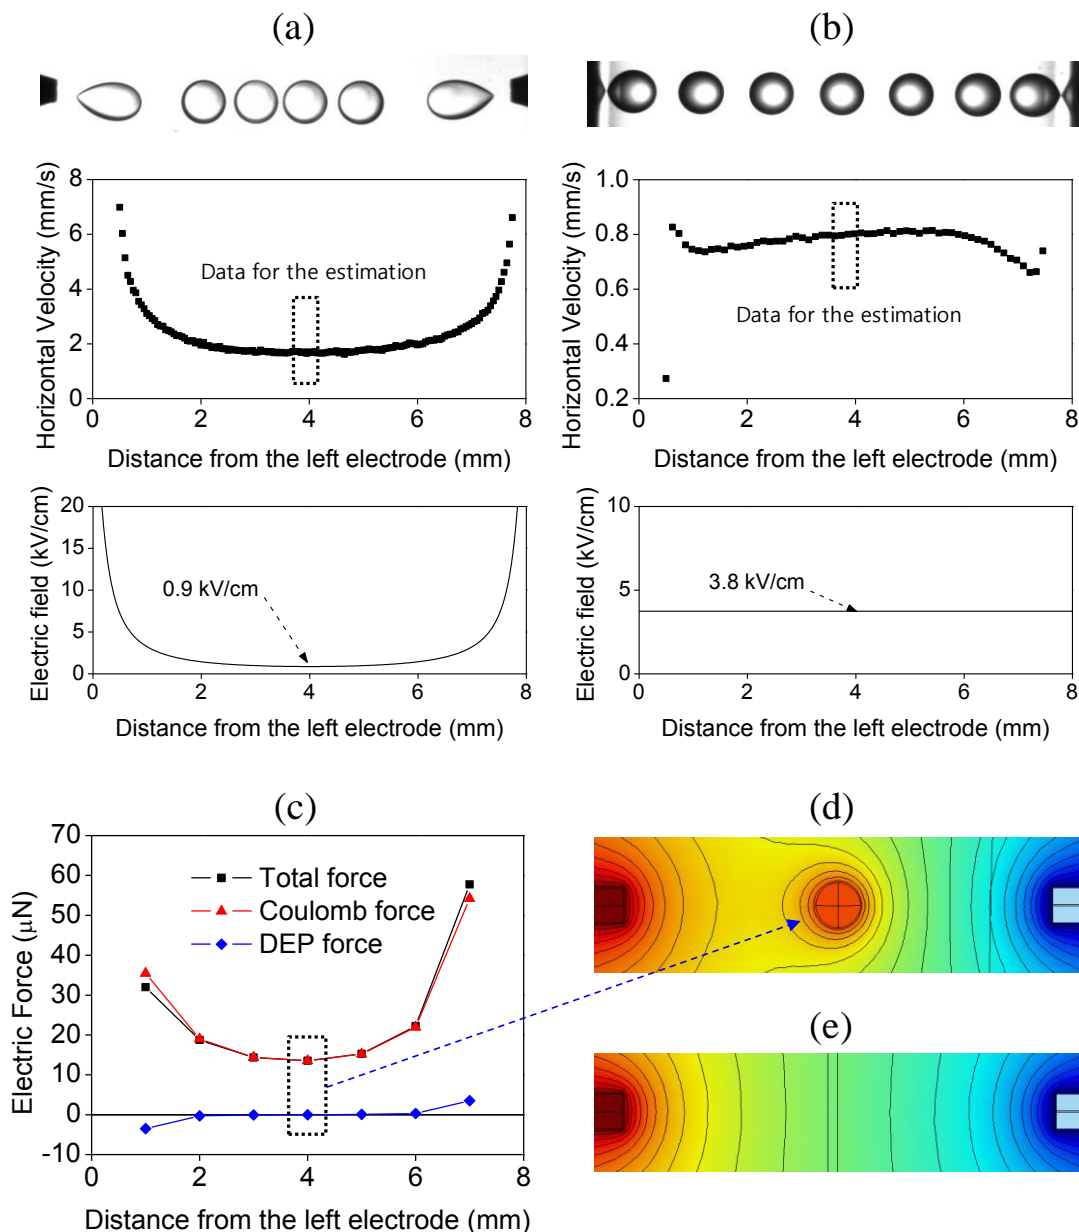 (a)
(b)
Horizontal Velocity (mm/s)
8
6
4
2
0
Data for the estimation
0
2
4
6
8
Distance from the left electrode (mm)
Horizontal Velocity (mm/s)
1.0
0.8
0.6
0.4
0.2
Data for the estimation
0
2
4
6
8
Distance from the left electrode (mm)
Electric field (kV/cm)
20
15
10
5
0
0.9 kV/cm
0
2
4
6
8
Distance from the left electrode (mm)
Electric field (kV/cm)
10
5
0
3.8 kV/cm
0
2
4
6
8
Distance from the left electrode (mm)
(c)
Electric Force (μN)
70
60
50
40
30
20
10
0
-10
Total force
Coulomb force
DEP force
0
2
4
6
8
Distance from the left electrode (mm)
(d)
(e)